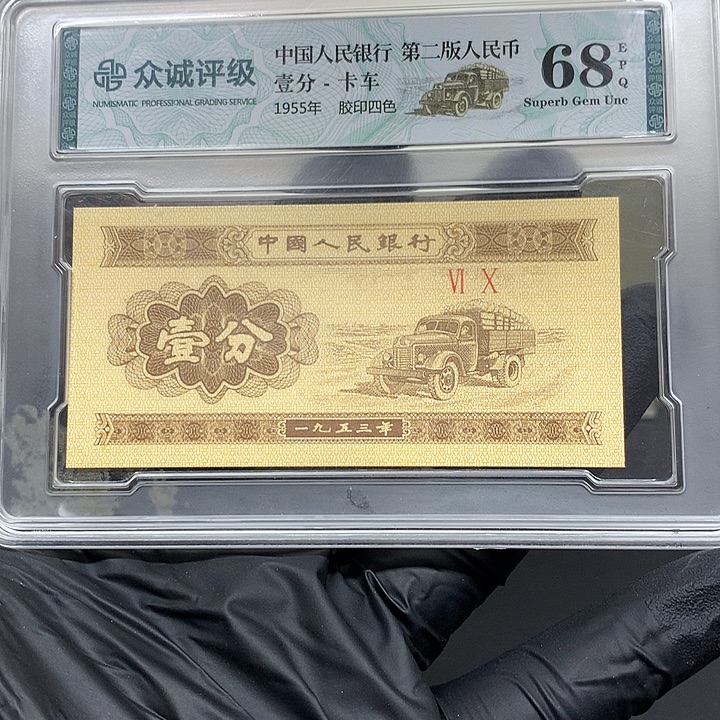 众诚评级
NUMISMATIC PROFESSIONAL GRADING SERVICE
中国人民银行 第二版人民币
壹分 - 卡车
1955年 胶印四色
68
EPQ
Superb Gem Unc
中國人民銀行
VI X
壹分
一九五三年